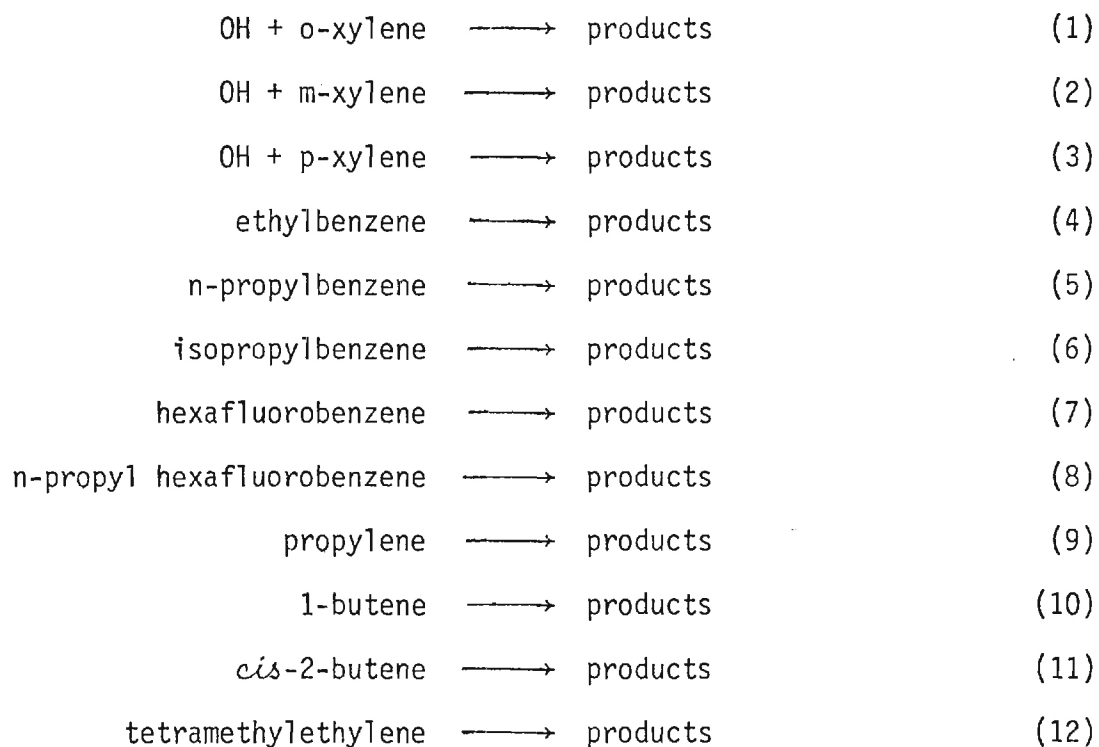 OH + o-xylene ⟶ products (1)
OH + m-xylene ⟶ products (2)
OH + p-xylene ⟶ products (3)
ethylbenzene ⟶ products (4)
n-propylbenzene ⟶ products (5)
isopropylbenzene ⟶ products (6)
hexafluorobenzene ⟶ products (7)
n-propyl hexafluorobenzene ⟶ products (8)
propylene ⟶ products (9)
1-butene ⟶ products (10)
cis-2-butene ⟶ products (11)
tetramethylethylene ⟶ products (12)